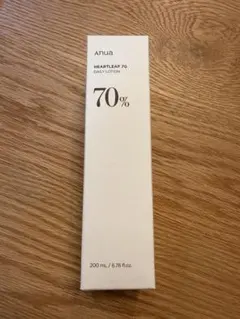 Anua
HEARTLEAF 70
DAILY LOTION
70%
200 mL / 6.76 fl.oz.